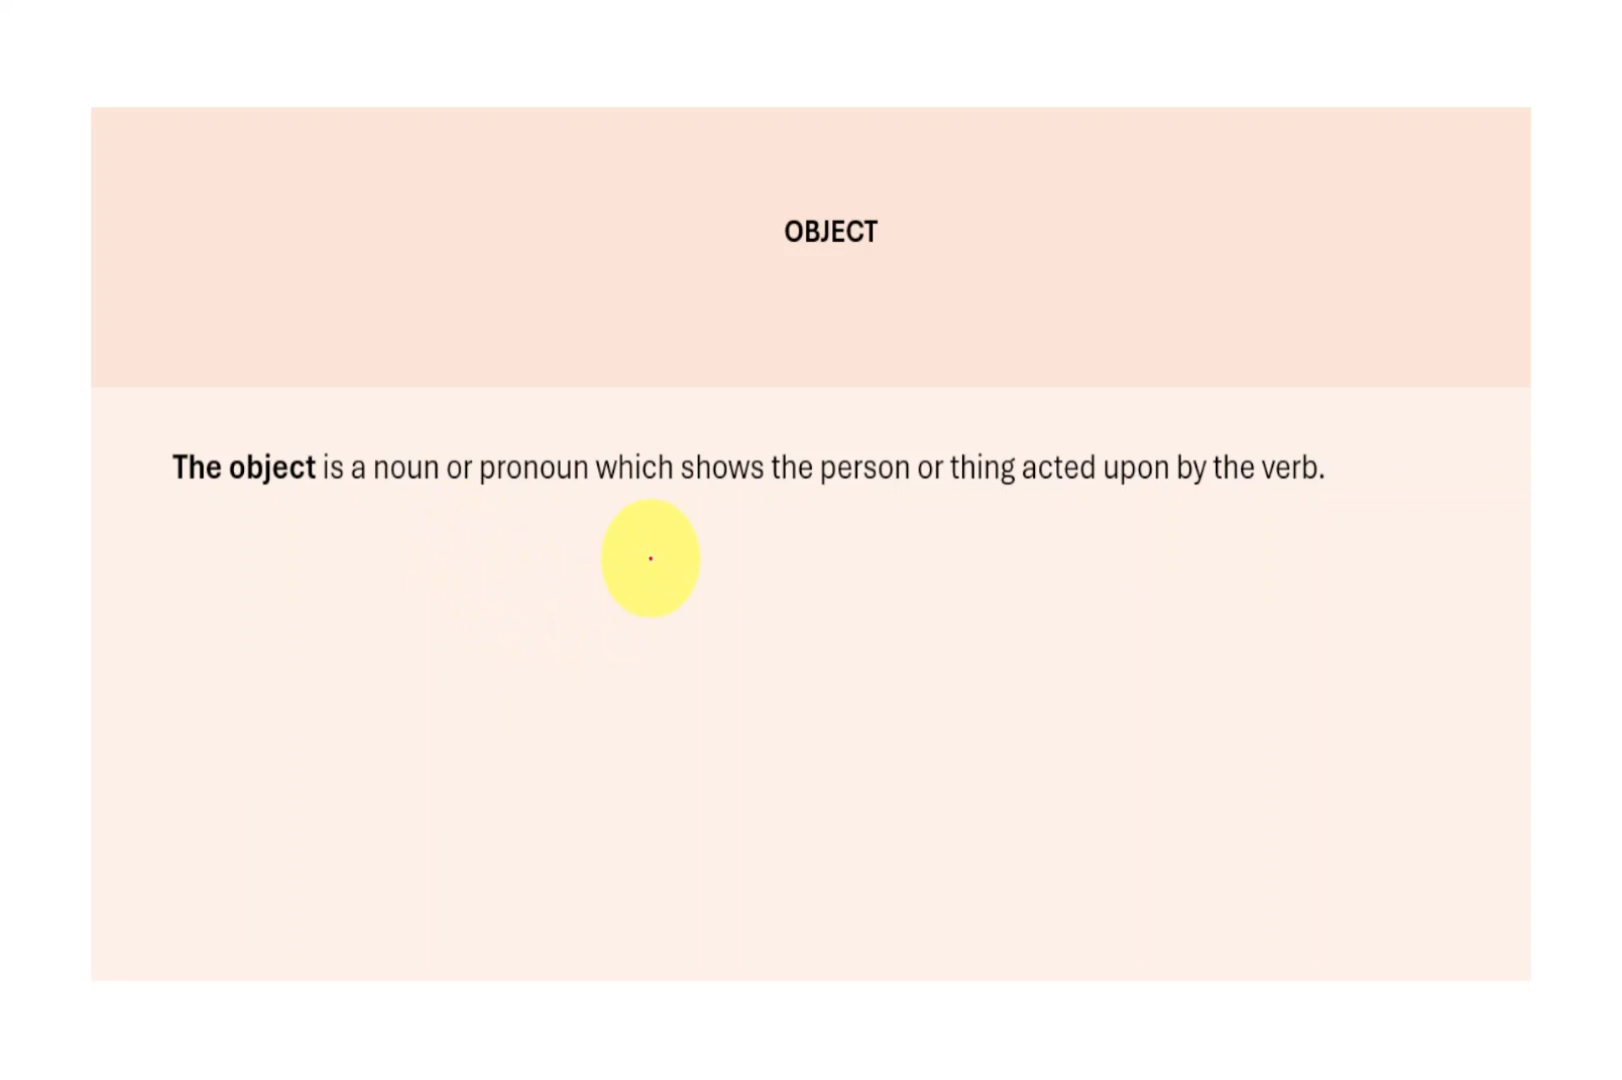 OBJECT
The object is a noun or pronoun which shows the person or thing acted upon by the verb.